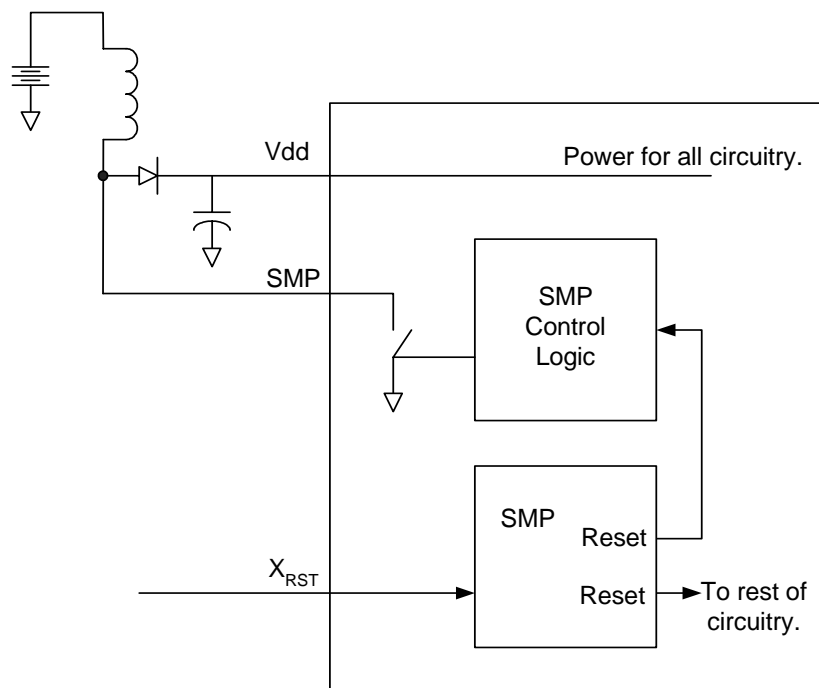 Vdd
Power for all circuitry.
SMP
SMP
Control
Logic
SMP
Reset
X_RST
Reset
To rest of
circuitry.